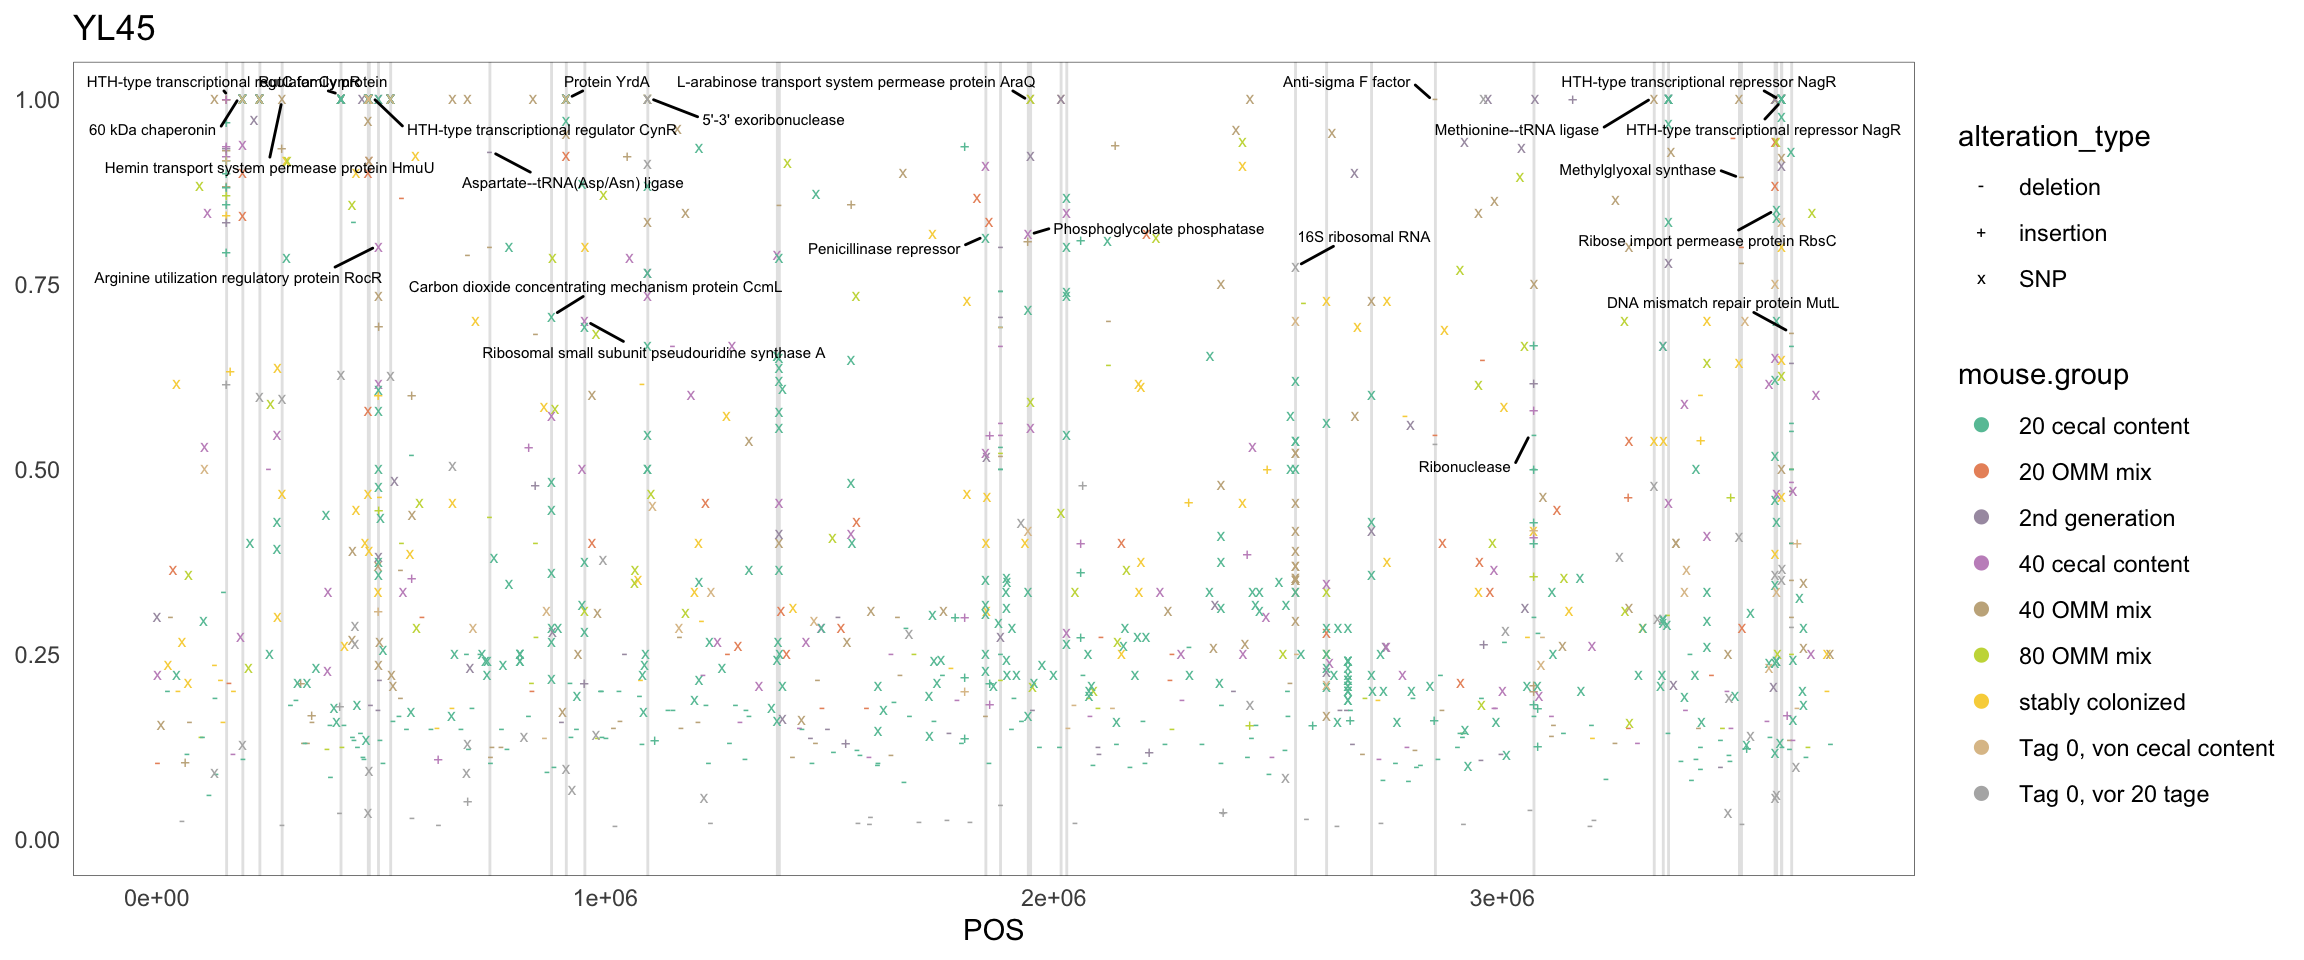 YL45
HTH-type transcriptional regulator CymR
RutC family protein
Protein YrdA
L-arabinose transport system permease protein AraQ
Anti-sigma F factor
HTH-type transcriptional repressor NagR
60 kDa chaperonin
HTH-type transcriptional regulator CynR
5'-3' exoribonuclease
Methionine--tRNA ligase
HTH-type transcriptional repressor NagR
Hemin transport system permease protein HmuU
Aspartate--tRNA(Asp/Asn) ligase
Methylglyoxal synthase
Arginine utilization regulatory protein RocR
Penicillinase repressor
Phosphoglycolate phosphatase
16S ribosomal RNA
Ribose import permease protein RbsC
Carbon dioxide concentrating mechanism protein CcmL
Ribosomal small subunit pseudouridine synthase A
DNA mismatch repair protein MutL
Ribonuclease
1.00
0.75
0.50
0.25
0.00
0e+00
1e+06
2e+06
3e+06
POS
alteration_type
- deletion
+ insertion
x SNP
mouse.group
20 cecal content
20 OMM mix
2nd generation
40 cecal content
40 OMM mix
80 OMM mix
stably colonized
Tag 0, von cecal content
Tag 0, vor 20 tage